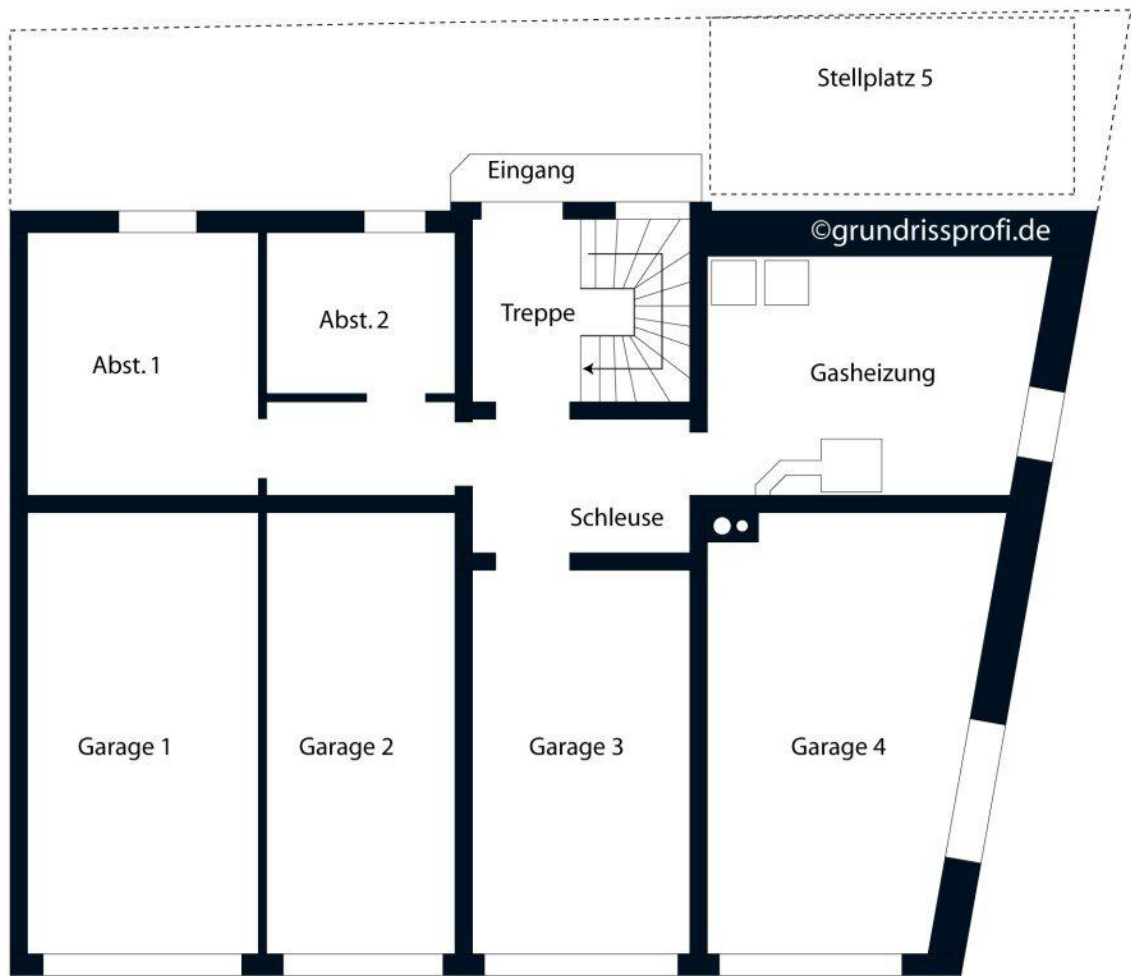 Stellplatz 5
Eingang
©grundrissprofi.de
Treppe
Abst. 2
Abst. 1
Gasheizung
Schleuse
Garage 1
Garage 2
Garage 3
Garage 4